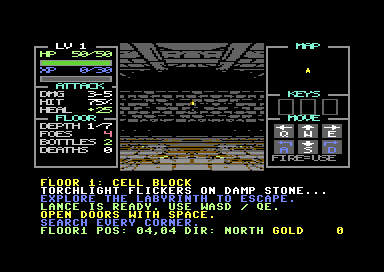 LV 1
HP 50/50
XP 0/30
ATTACK
DMG 3-5
HIT 75%
HEAL +25
FLOOR
DEPTH 1/7
FOES 4
BOTTLES 2
DEATHS 0
MAP
KEYS
MOVE
Q W E
A S D
FIRE=USE
FLOOR 1: CELL BLOCK
TORCHLIGHT FLICKERS ON DAMP STONE...
EXPLORE THE LABYRINTH TO ESCAPE.
LANCE IS READY. USE WASD / QE.
OPEN DOORS WITH SPACE.
SEARCH EVERY CORNER.
FLOOR1 POS: 04,04 DIR: NORTH GOLD 0